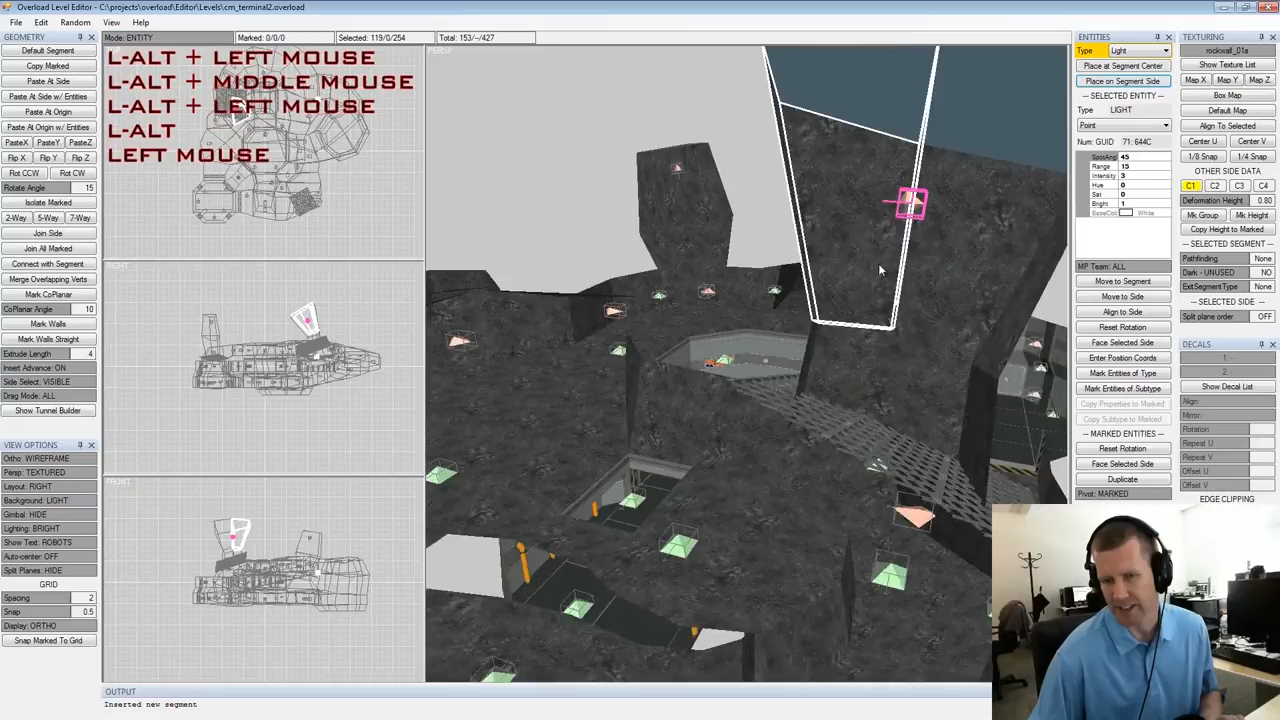 Overload Level Editor - C:\projects\overload\Editor\Levels\cm_terminal2.overload
File Edit Random View Help
GEOMETRY
Default Segment
Copy Marked
Paste At Side
Paste At Side w/ Entities
Paste At Origin
Paste At Origin w/ Entities
PasteX PasteY PasteZ
Flip X Flip Y Flip Z
Rot CCW Rot CW
Rotate Angle 15
Isolate Marked
2-Way 5-Way 7-Way
Join Side
Join All Marked
Connect with Segment
Merge Overlapping Verts
Mark CoPlanar
CoPlanar Angle 10
Mark Walls
Mark Walls Straight
Extrude Length 4
Insert Advance: ON
Side Select: VISIBLE
Drag Mode: ALL
Show Tunnel Builder
VIEW OPTIONS
Ortho: WIREFRAME
Persp: TEXTURED
Layout: RIGHT
Background: LIGHT
Gimbal: HIDE
Lighting: BRIGHT
Show Text: ROBOTS
Auto-center: OFF
Split Planes: HIDE
GRID
Spacing 2
Snap 0.5
Display: ORTHO
Snap Marked To Grid
Mode: ENTITY Marked: 0/0/0 Selected: 119/0/254 Total: 153/--/427
L-ALT + LEFT MOUSE
L-ALT + MIDDLE MOUSE
L-ALT + LEFT MOUSE
L-ALT
LEFT MOUSE
PERSP
RIGHT
FRONT
OUTPUT
Inserted new segment
ENTITIES
Type Light
Place at Segment Center
Place on Segment Side
--- SELECTED ENTITY ---
Type LIGHT
Point
Num: GUID 71: 644C
SpotAng 45
Range 15
Intensity 3
Hue 0
Sat 0
Bright 1
BaseCol White
MP Team: ALL
Move to Segment
Move to Side
Align to Side
Reset Rotation
Face Selected Side
Enter Position Coords
Mark Entities of Type
Mark Entities of Subtype
Copy Properties to Marked
Copy Subtype to Marked
--- MARKED ENTITIES ---
Reset Rotation
Face Selected Side
Duplicate
Pivot: MARKED
TEXTURING
rockwall_01a
Show Texture List
Map X Map Y Map Z
Box Map
Default Map
Align To Selected
Center U Center V
1/8 Snap 1/4 Snap
OTHER SIDE DATA
C1 C2 C3 C4
Deformation Height 0.80
Mk Group Mk Height
Copy Height to Marked
--- SELECTED SEGMENT ---
Pathfinding None
Dark - UNUSED NO
ExitSegmentType None
--- SELECTED SIDE ---
Split plane order: OFF
DECALS
1: -
2: -
Show Decal List
Align:
Mirror:
Rotation
Repeat U
Repeat V
Offset U
Offset V
EDGE CLIPPING